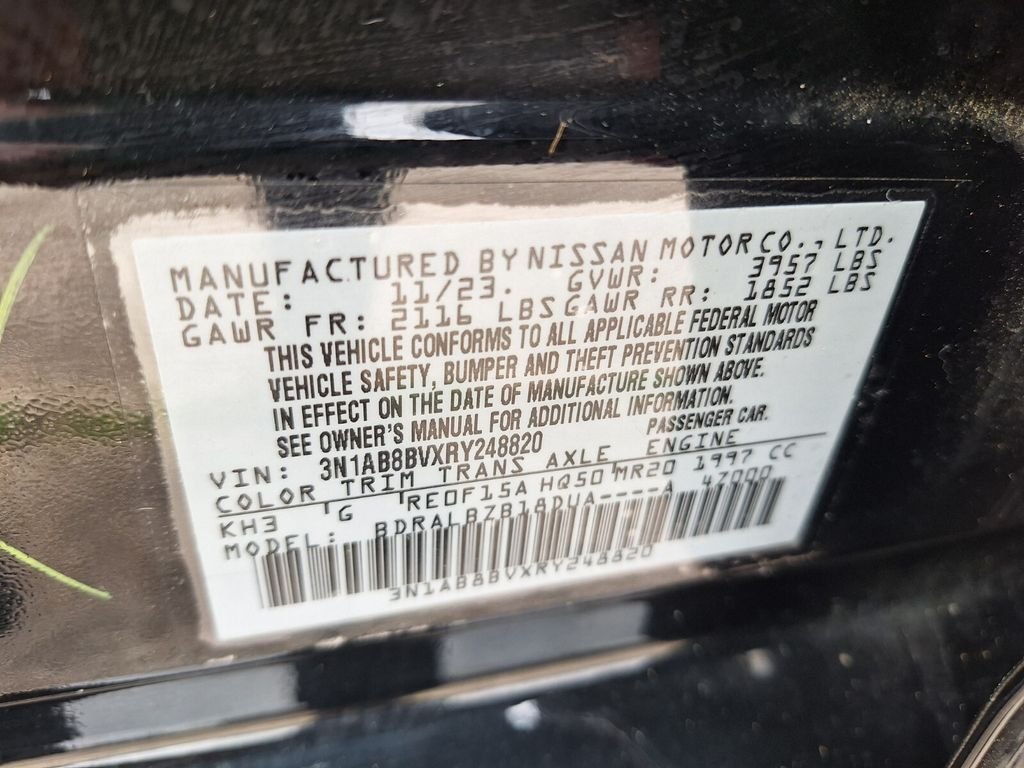 MANUFACTURED BY NISSAN MOTOR CO., LTD.
DATE: 11/23. GVWR: 3957 LBS
GAWR FR: 2116 LBS GAWR RR: 1852 LBS
THIS VEHICLE CONFORMS TO ALL APPLICABLE FEDERAL MOTOR
VEHICLE SAFETY, BUMPER AND THEFT PREVENTION STANDARDS
IN EFFECT ON THE DATE OF MANUFACTURE SHOWN ABOVE.
SEE OWNER'S MANUAL FOR ADDITIONAL INFORMATION.
VIN: 3N1AB8BVXRY248820 PASSENGER CAR.
COLOR TRIM TRANS AXLE ENGINE
KH3 G RE0F15A HQ50 MR20 1997 CC
MODEL: BDRALBZB18DUA----A 47000
3N1AB8BVXRY248820